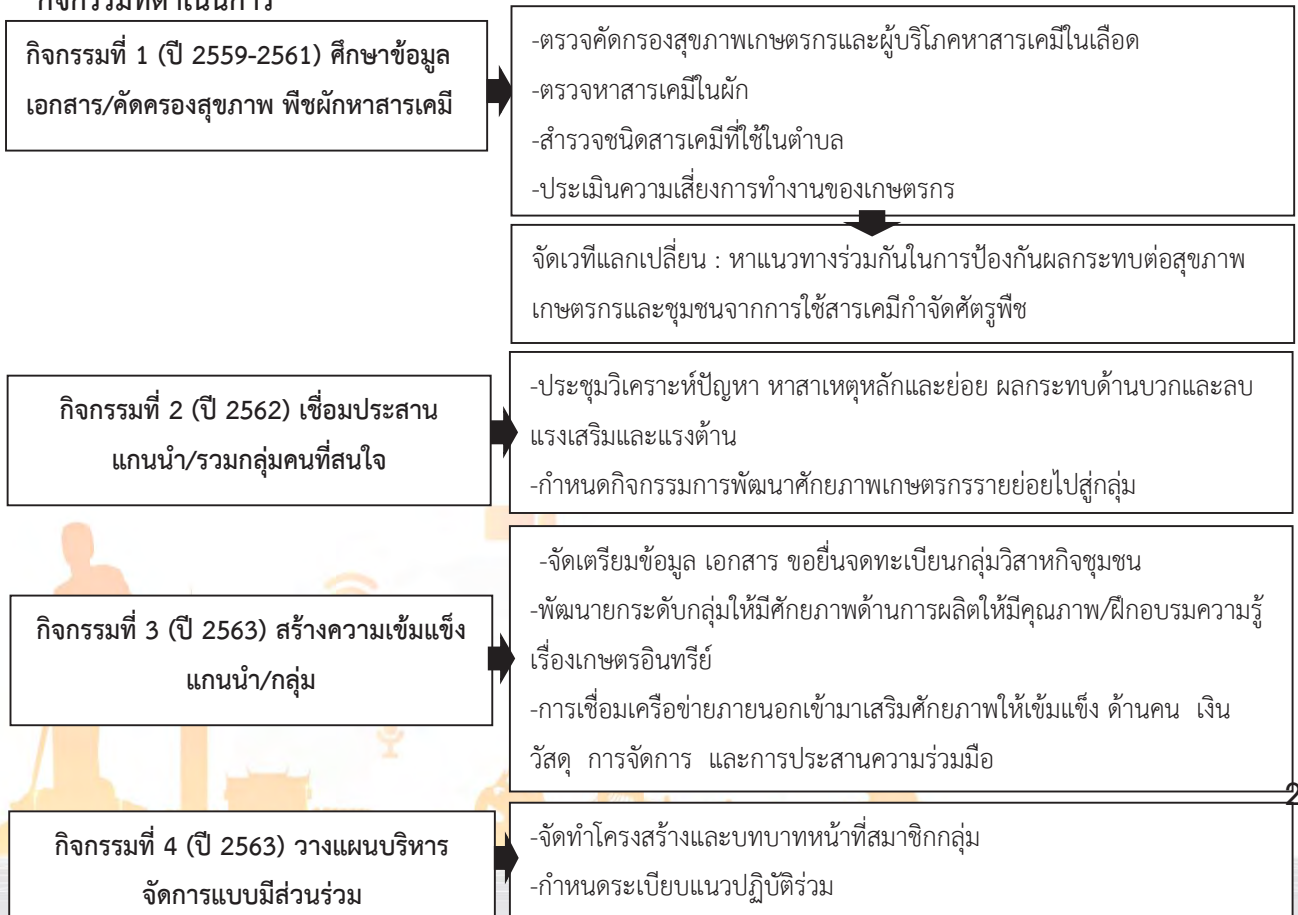 กิจกรรมที่ดำเนินการ
กิจกรรมที่ 1 (ปี 2559-2561) ศึกษาข้อมูล
เอกสาร/คัดครองสุขภาพ พืชผักหาสารเคมี
-ตรวจคัดกรองสุขภาพเกษตรกรและผู้บริโภคหาสารเคมีในเลือด
-ตรวจหาสารเคมีในผัก
-สำรวจชนิดสารเคมีที่ใช้ในตำบล
-ประเมินความเสี่ยงการทำงานของเกษตรกร
จัดเวทีแลกเปลี่ยน : หาแนวทางร่วมกันในการป้องกันผลกระทบต่อสุขภาพ
เกษตรกรและชุมชนจากการใช้สารเคมีกำจัดศัตรูพืช
กิจกรรมที่ 2 (ปี 2562) เชื่อมประสาน
แกนนำ/รวมกลุ่มคนที่สนใจ
-ประชุมวิเคราะห์ปัญหา หาสาเหตุหลักและย่อย ผลกระทบด้านบวกและลบ
แรงเสริมและแรงต้าน
-กำหนดกิจกรรมการพัฒนาศักยภาพเกษตรกรรายย่อยไปสู่กลุ่ม
กิจกรรมที่ 3 (ปี 2563) สร้างความเข้มแข็ง
แกนนำ/กลุ่ม
-จัดเตรียมข้อมูล เอกสาร ขอยื่นจดทะเบียนกลุ่มวิสาหกิจชุมชน
-พัฒนายกระดับกลุ่มให้มีศักยภาพด้านการผลิตให้มีคุณภาพ/ฝึกอบรมความรู้
เรื่องเกษตรอินทรีย์
-การเชื่อมเครือข่ายภายนอกเข้ามาเสริมศักยภาพให้เข้มแข็ง ด้านคน เงิน
วัสดุ การจัดการ และการประสานความร่วมมือ
2
กิจกรรมที่ 4 (ปี 2563) วางแผนบริหาร
จัดการแบบมีส่วนร่วม
-จัดทำโครงสร้างและบทบาทหน้าที่สมาชิกกลุ่ม
-กำหนดระเบียบแนวปฏิบัติร่วม